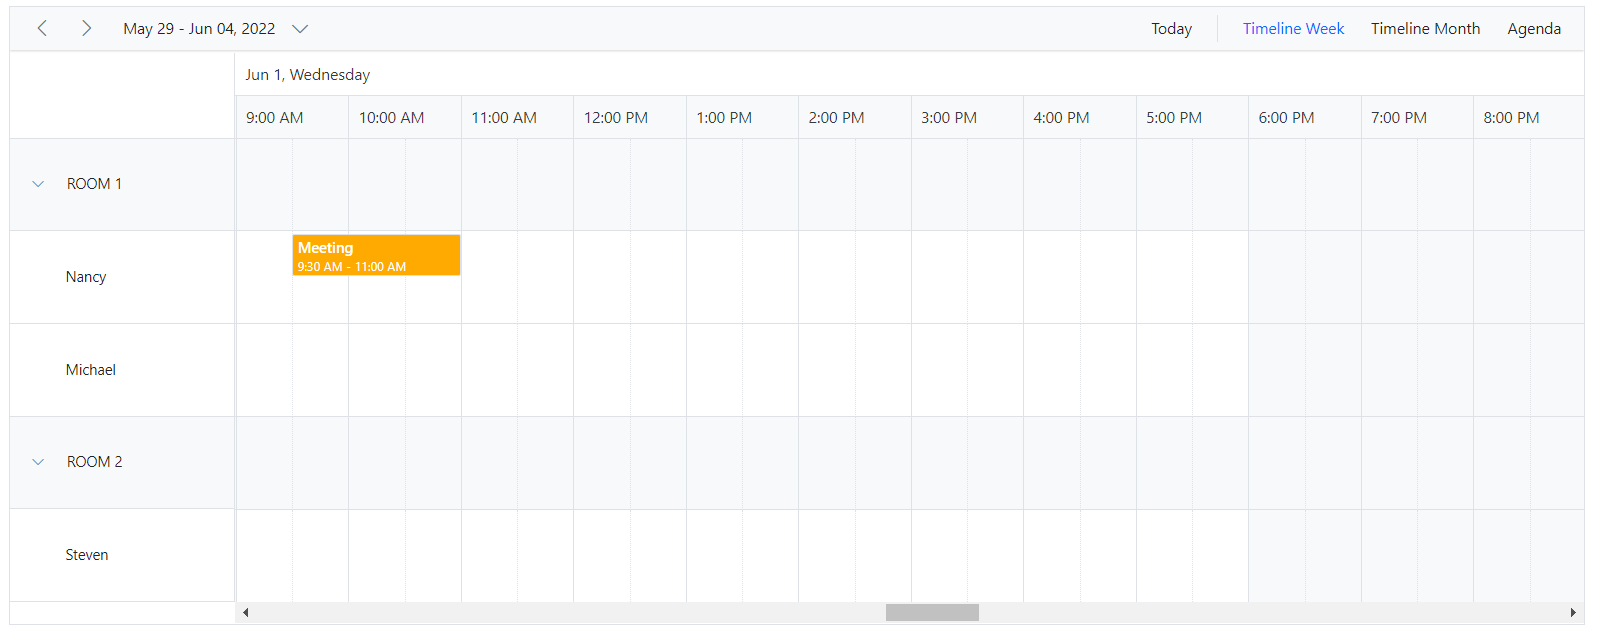 May 29 - Jun 04, 2022 Today Timeline Week Timeline Month Agenda
Jun 1, Wednesday
9:00 AM 10:00 AM 11:00 AM 12:00 PM 1:00 PM 2:00 PM 3:00 PM 4:00 PM 5:00 PM 6:00 PM 7:00 PM 8:00 PM
ROOM 1
Meeting
9:30 AM - 11:00 AM
Nancy
Michael
ROOM 2
Steven